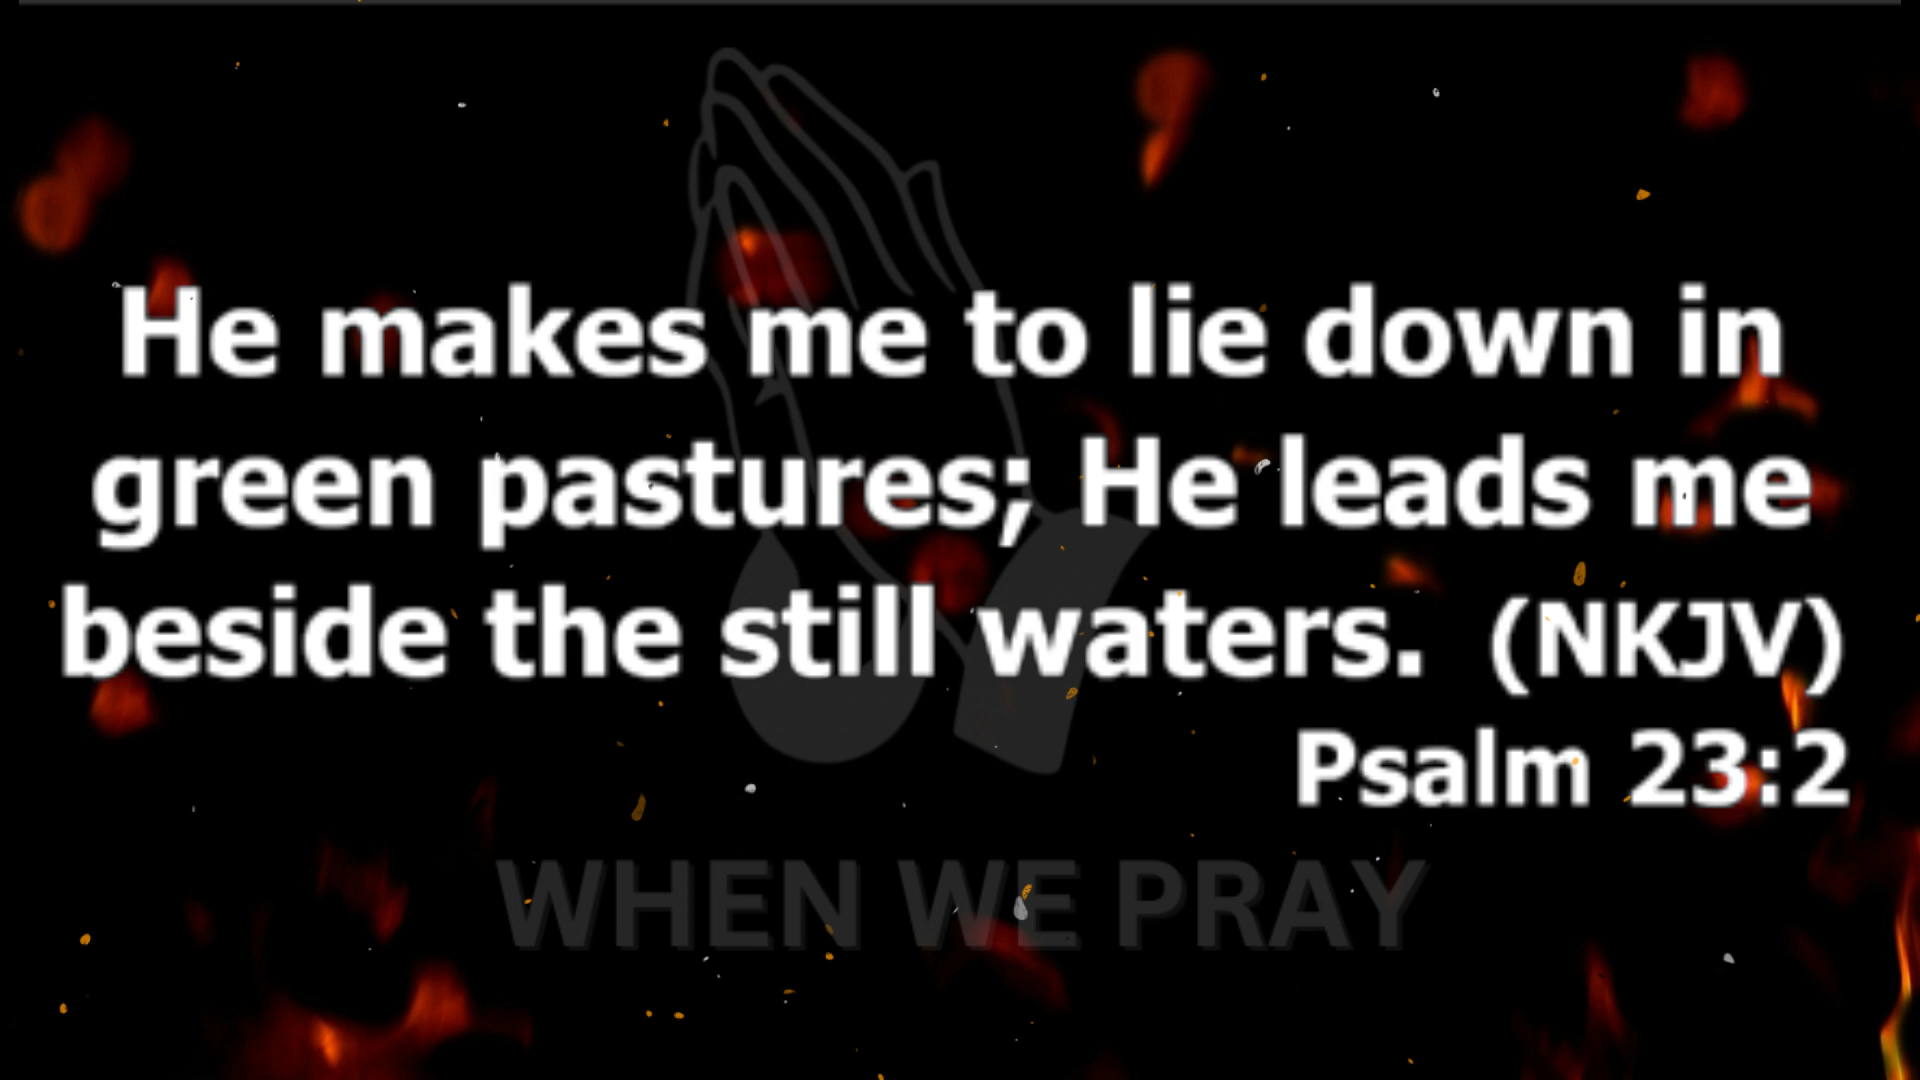 He makes me to lie down in
green pastures; He leads me
beside the still waters. (NKJV)
Psalm 23:2
WHEN WE PRAY